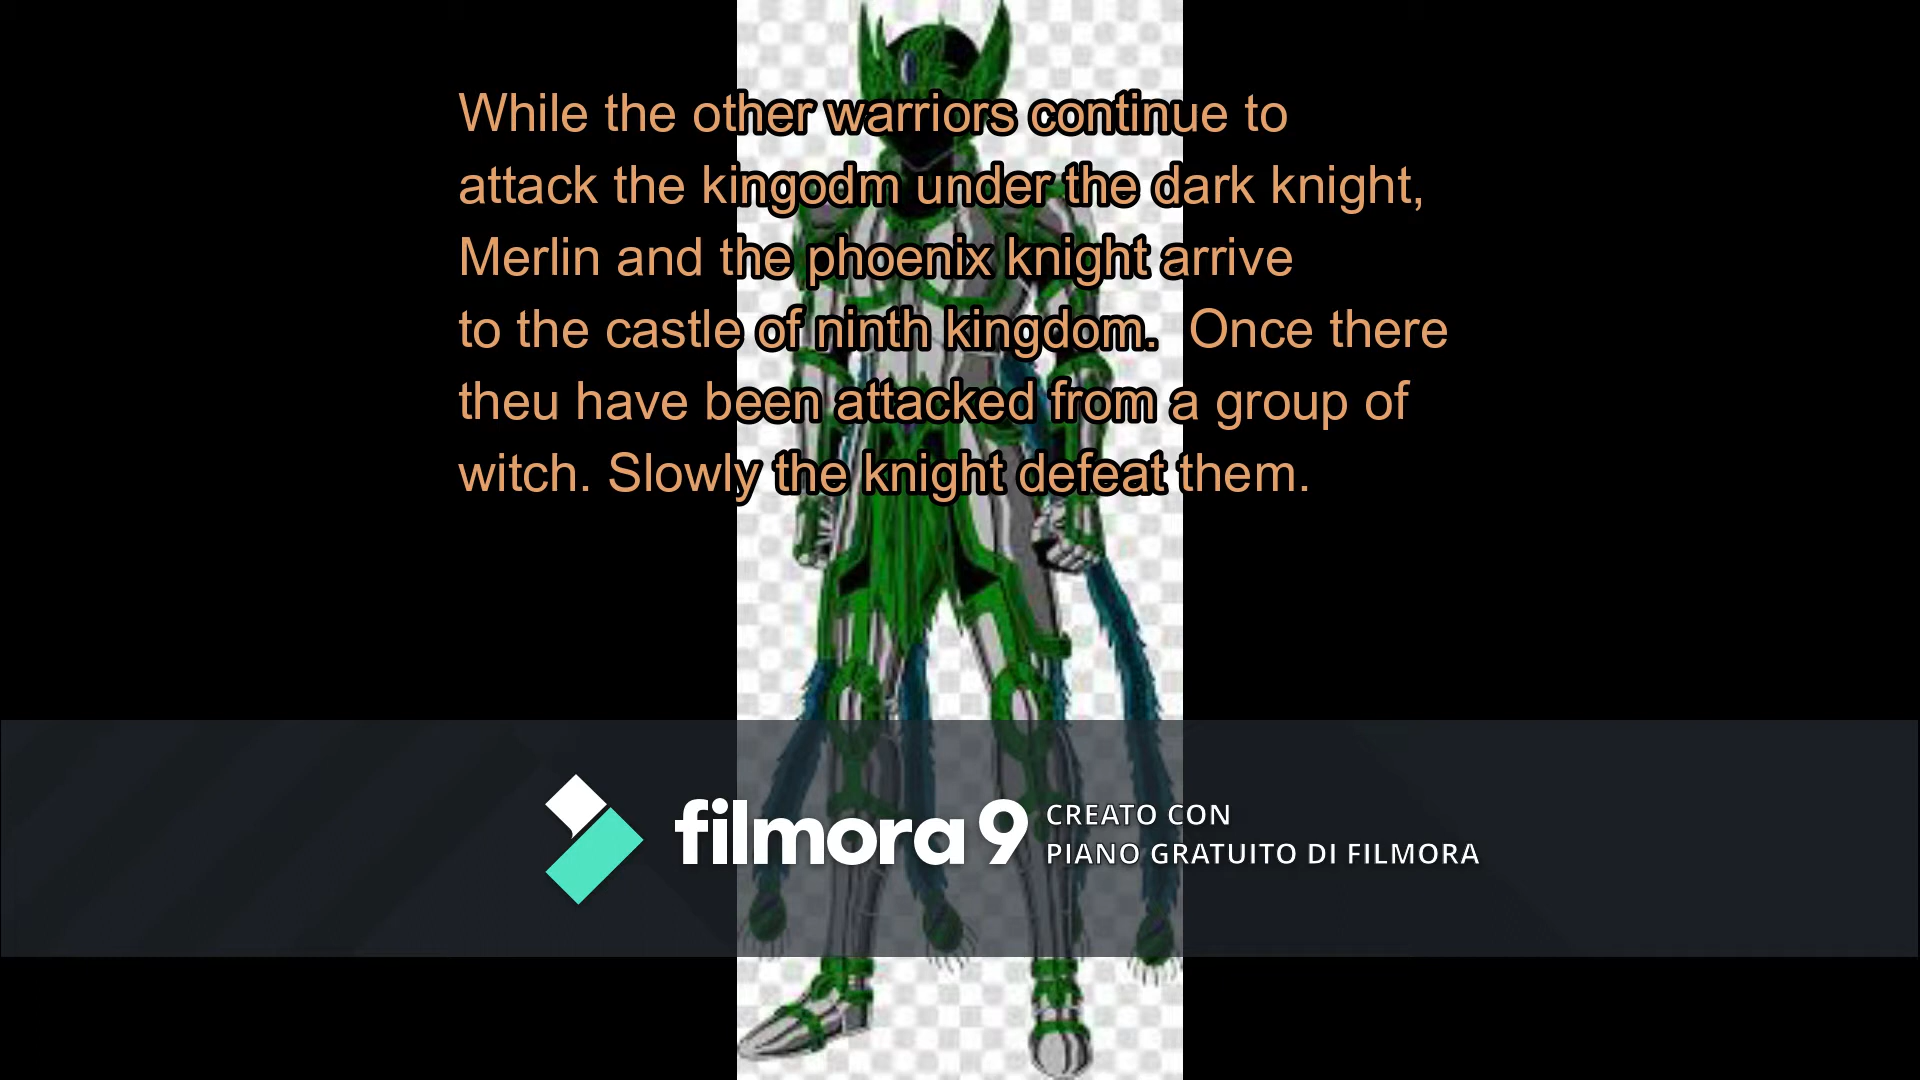 While the other warriors continue to
attack the kingodm under the dark knight,
Merlin and the phoenix knight arrive
to the castle of ninth kingdom.  Once there
theu have been attacked from a group of
witch. Slowly the knight defeat them.
filmora 9
CREATO CON
PIANO GRATUITO DI FILMORA